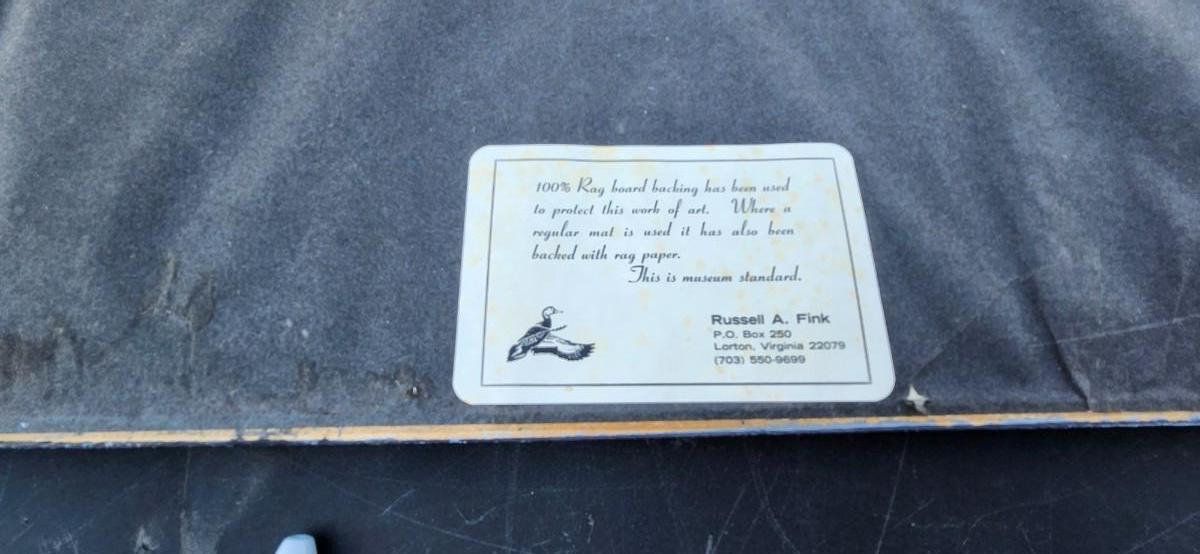 100% Rag board backing has been used
to protect this work of art. Where a
regular mat is used it has also been
backed with rag paper.
This is museum standard.
Russell A. Fink
P.O. Box 250
Lorton, Virginia 22079
(703) 550-9699